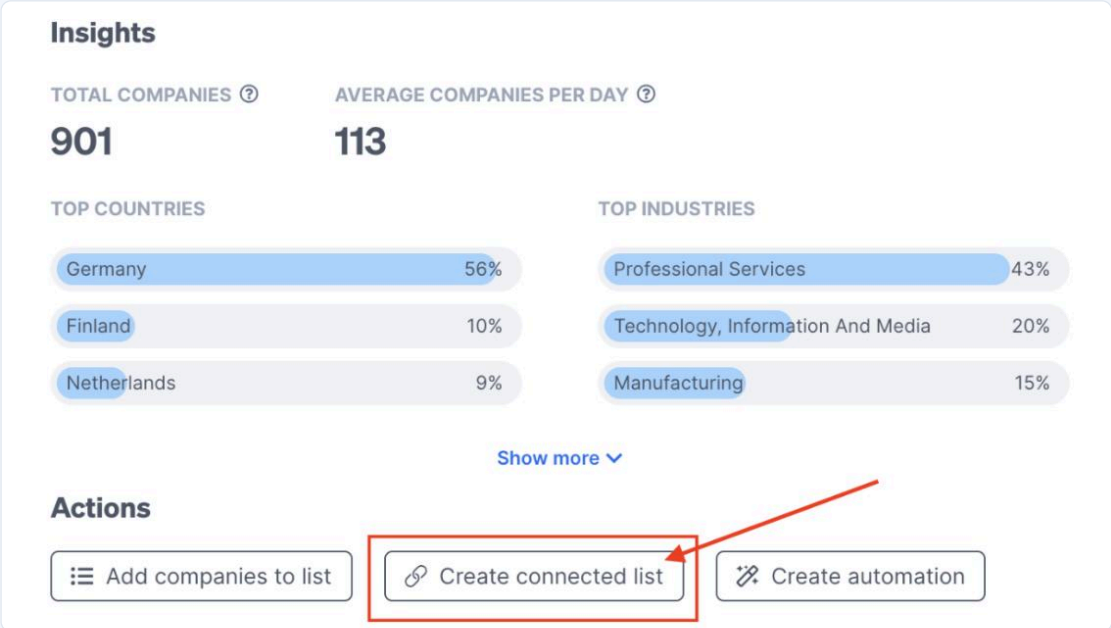 Insights
TOTAL COMPANIES ?
AVERAGE COMPANIES PER DAY ?
901
113
TOP COUNTRIES
TOP INDUSTRIES
Germany 56%
Professional Services 43%
Finland 10%
Technology, Information And Media 20%
Netherlands 9%
Manufacturing 15%
Show more
Actions
Add companies to list
Create connected list
Create automation